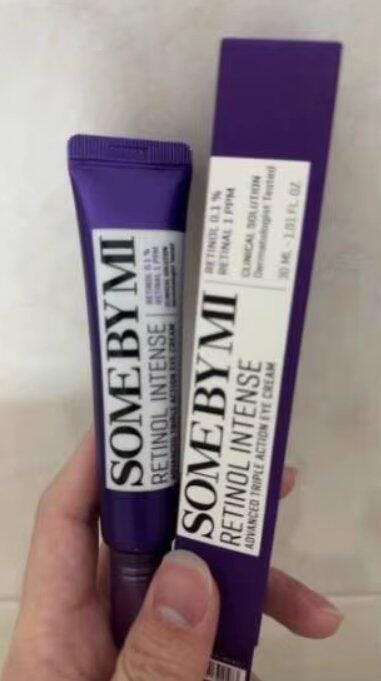 SOME BY MI
RETINOL INTENSE
ADVANCED TRIPLE ACTION EYE CREAM
RETINOL 0.1 %
RETINAL 1 PPM
CLINICAL SOLUTION
SOME BY MI
RETINOL INTENSE
ADVANCED TRIPLE ACTION EYE CREAM
RETINOL 0.1 %
RETINAL 1 PPM
CLINICAL SOLUTION
Dermatologist Tested
30 ML · 1.01 FL. OZ